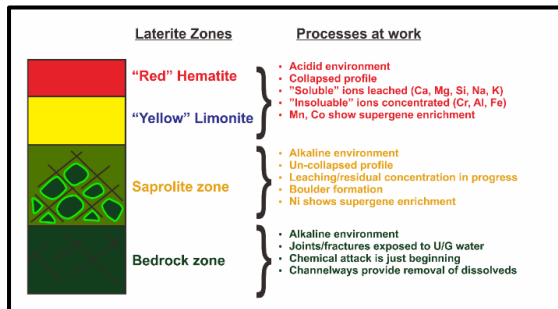 Laterite Zones
Processes at work
“Red” Hematite
“Yellow” Limonite
• Acidid environment
• Collapsed profile
• ”Soluble” ions leached (Ca, Mg, Si, Na, K)
• ”Insoluable” ions concentrated (Cr, Al, Fe)
• Mn, Co show supergene enrichment
Saprolite zone
• Alkaline environment
• Un-collapsed profile
• Leaching/residual concentration in progress
• Boulder formation
• Ni shows supergene enrichment
Bedrock zone
• Alkaline environment
• Joints/fractures exposed to U/G water
• Chemical attack is just beginning
• Channelways provide removal of dissolveds